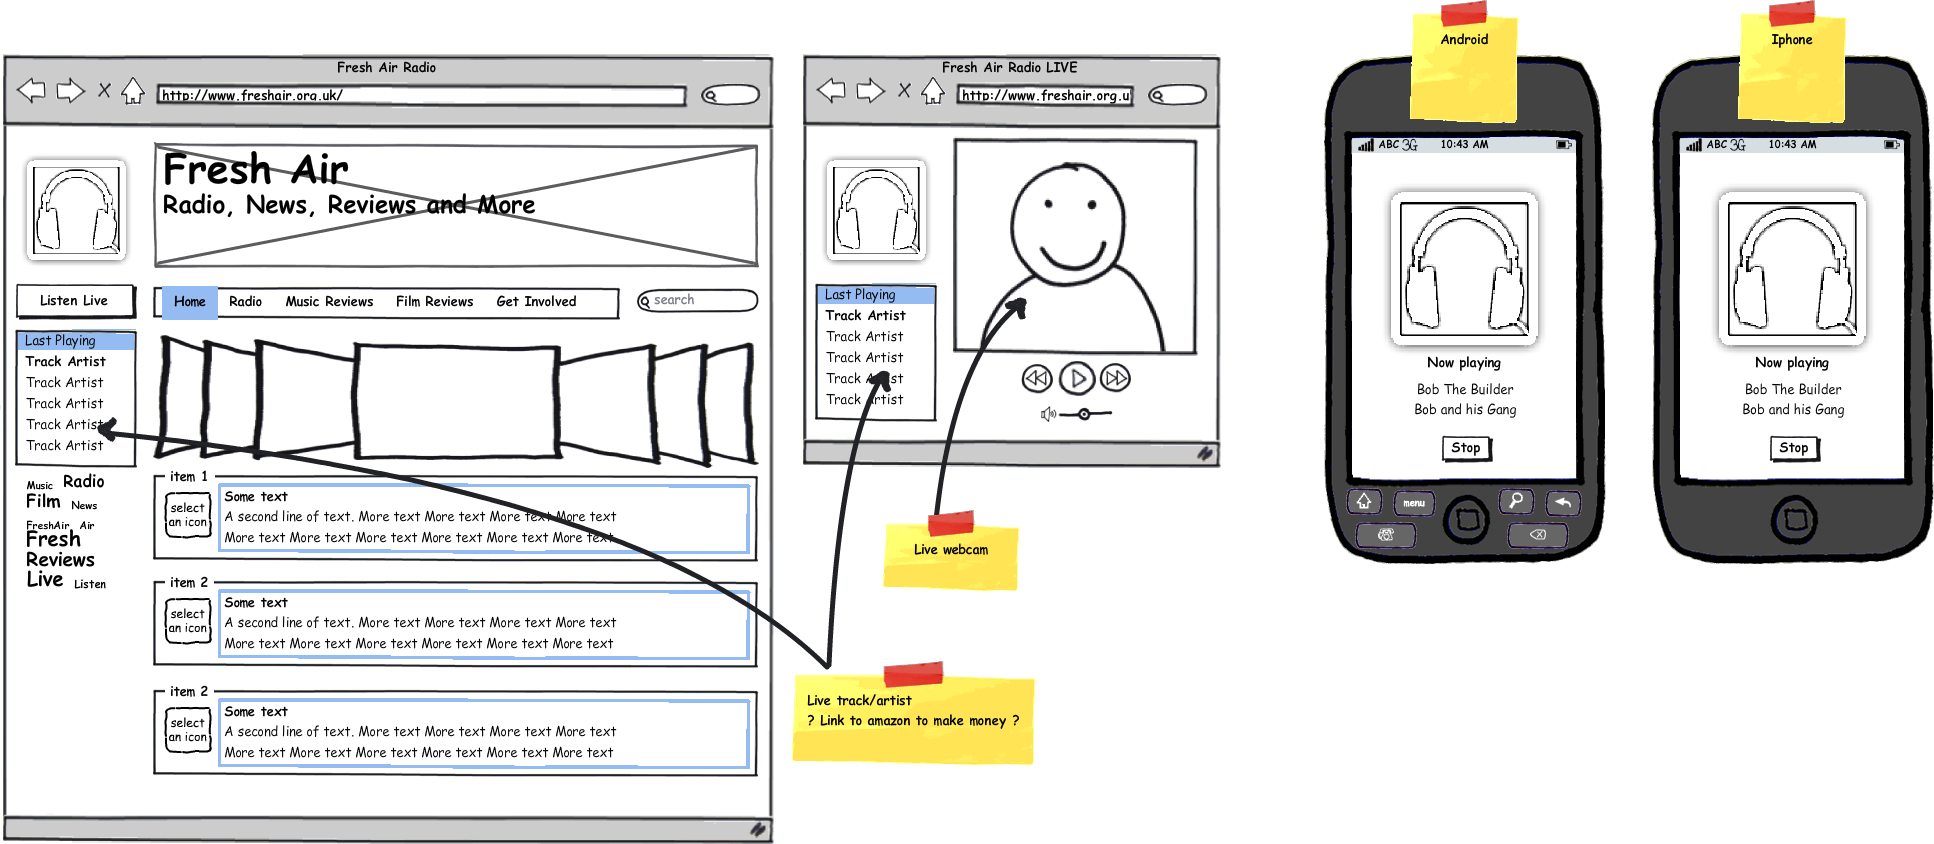 Fresh Air Radio
http://www.freshair.org.uk/
Fresh Air
Radio, News, Reviews and More
Listen Live
Home Radio Music Reviews Film Reviews Get Involved
search
Last Playing
Track Artist
Track Artist
Track Artist
Track Artist
Track Artist
Music Radio
Film News
FreshAir Air
Fresh
Reviews
Live Listen
item 1
select
an icon
Some text
A second line of text. More text More text More text More text
More text More text More text More text More text More text
item 2
select
an icon
Some text
A second line of text. More text More text More text More text
More text More text More text More text More text More text
item 2
select
an icon
Some text
A second line of text. More text More text More text More text
More text More text More text More text More text More text
Fresh Air Radio LIVE
http://www.freshair.org.u
Last Playing
Track Artist
Track Artist
Track Artist
Track Artist
Track Artist
Live webcam
Live track/artist
? Link to amazon to make money ?
Android
ABC 3G 10:43 AM
Now playing
Bob The Builder
Bob and his Gang
Stop
menu
Iphone
ABC 3G 10:43 AM
Now playing
Bob The Builder
Bob and his Gang
Stop